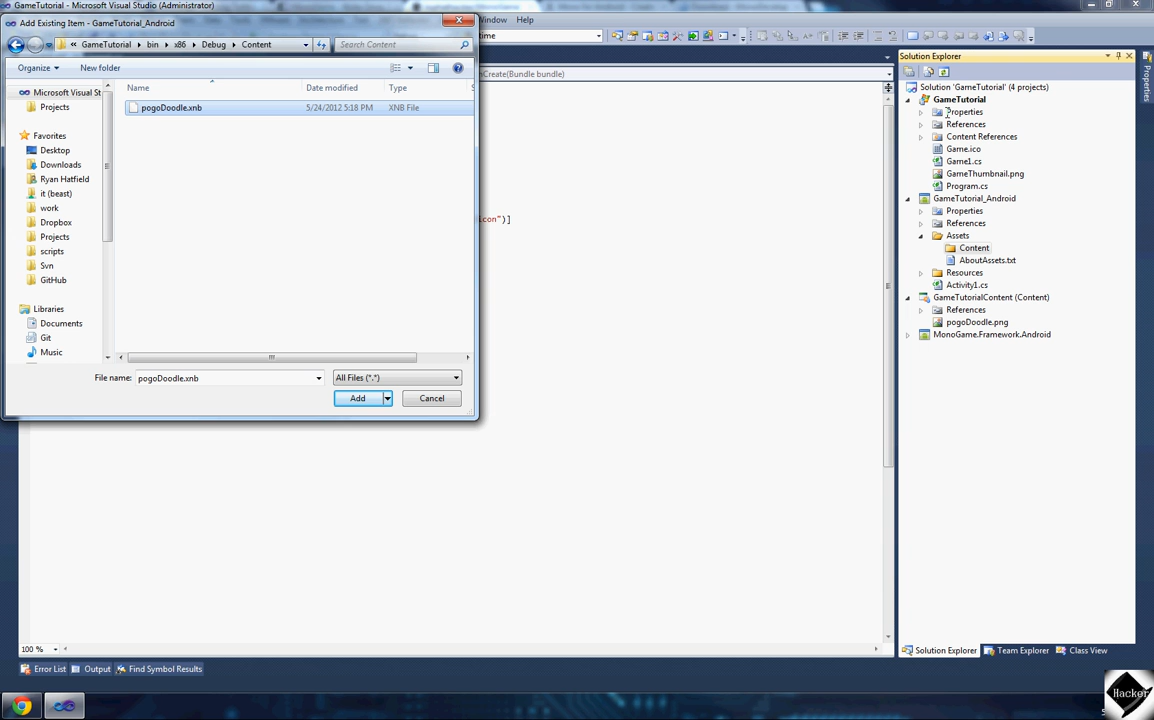 GameTutorial - Microsoft Visual Studio (Administrator)
Add Existing Item - GameTutorial_Android
Window Help
« GameTutorial ▸ bin ▸ x86 ▸ Debug ▸ Content
Search Content
Organize New folder
Name Date modified Type S
pogoDoodle.xnb 5/24/2012 5:18 PM XNB File
Microsoft Visual St
Projects
Favorites
Desktop
Downloads
Ryan Hatfield
it (beast)
work
Dropbox
Projects
scripts
Svn
GitHub
Libraries
Documents
Git
Music
File name: pogoDoodle.xnb
All Files (*.*)
Add Cancel
time
nCreate(Bundle bundle)
icon")]
Solution Explorer
Solution 'GameTutorial' (4 projects)
GameTutorial
Properties
References
Content References
Game.ico
Game1.cs
GameThumbnail.png
Program.cs
GameTutorial_Android
Properties
References
Assets
Content
AboutAssets.txt
Resources
Activity1.cs
GameTutorialContent (Content)
References
pogoDoodle.png
MonoGame.Framework.Android
Properties
100 %
Solution Explorer Team Explorer Class View
Error List Output Find Symbol Results
Hacker